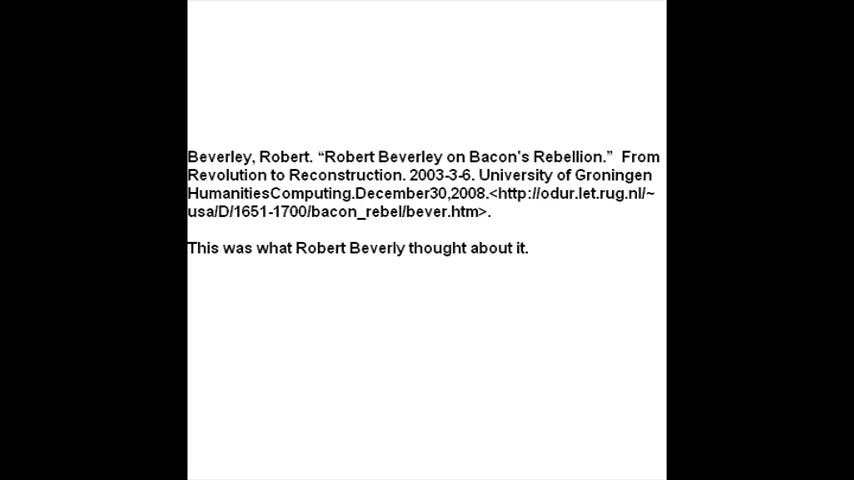 Beverley, Robert. “Robert Beverley on Bacon's Rebellion.”  From
Revolution to Reconstruction. 2003-3-6. University of Groningen
HumanitiesComputing.December30,2008.<http://odur.let.rug.nl/~
usa/D/1651-1700/bacon_rebel/bever.htm>.
This was what Robert Beverly thought about it.